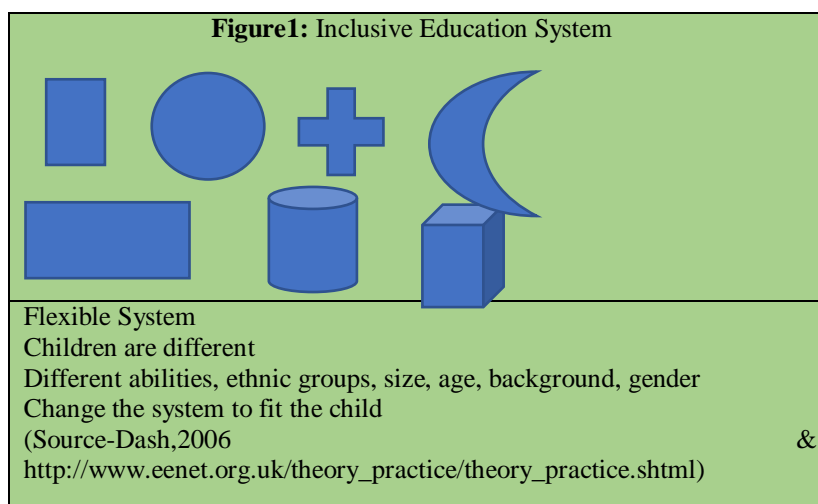 Figure1: Inclusive Education System
Flexible System
Children are different
Different abilities, ethnic groups, size, age, background, gender
Change the system to fit the child
(Source-Dash,2006 &
http://www.eenet.org.uk/theory_practice/theory_practice.shtml)